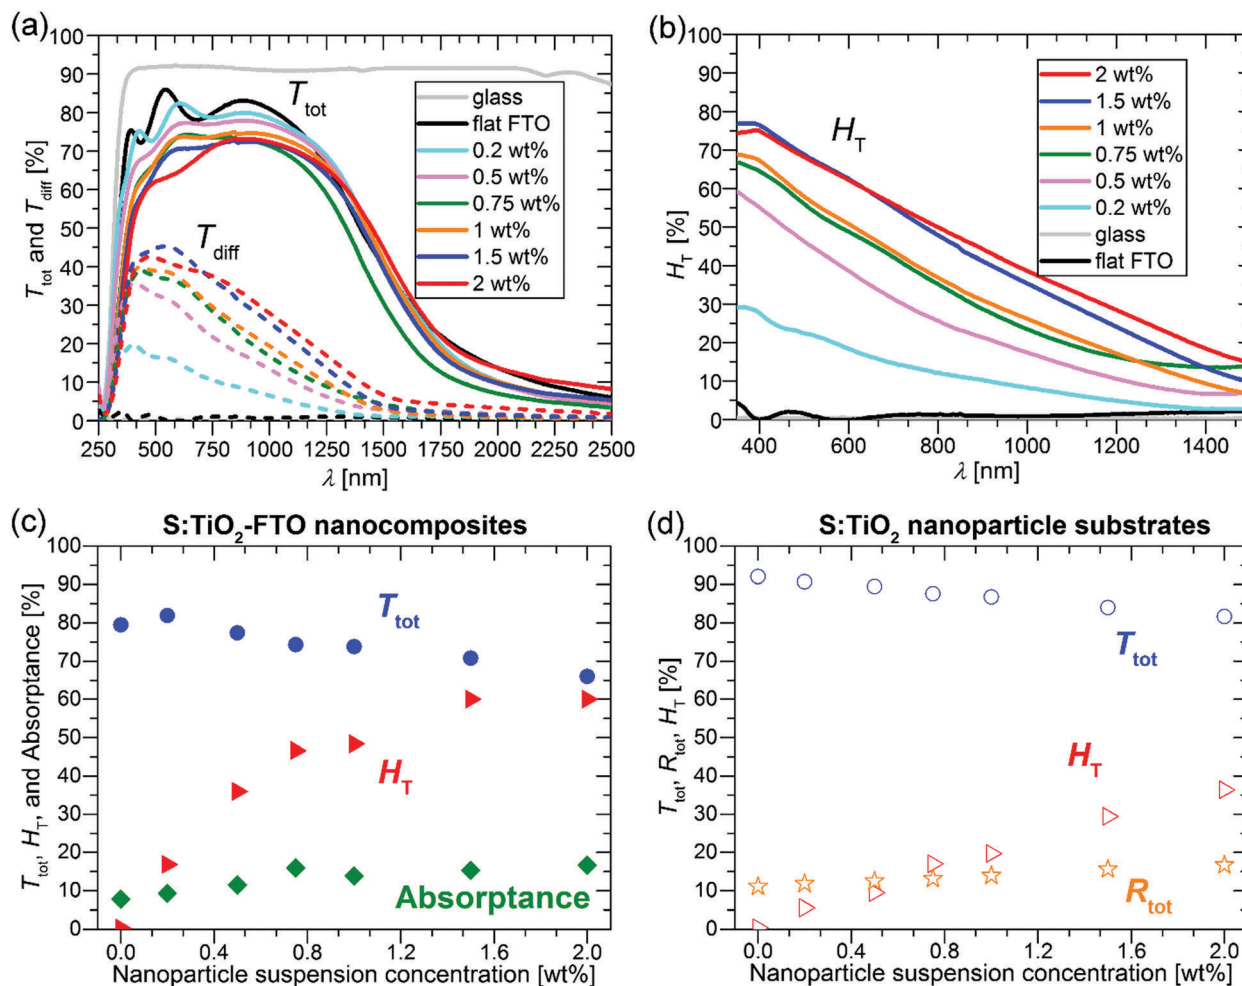 (a)
100
90
80
70
60
50
40
30
20
10
0
T_tot and T_diff [%]
T_tot
T_diff
glass
flat FTO
0.2 wt%
0.5 wt%
0.75 wt%
1 wt%
1.5 wt%
2 wt%
250 500 750 1000 1250 1500 1750 2000 2250 2500
λ [nm]
(b)
100
90
80
70
60
50
40
30
20
10
0
H_T [%]
H_T
2 wt%
1.5 wt%
1 wt%
0.75 wt%
0.5 wt%
0.2 wt%
glass
flat FTO
400 600 800 1000 1200 1400
λ [nm]
(c)
S:TiO₂-FTO nanocomposites
100
90
80
70
60
50
40
30
20
10
0
T_tot, H_T, and Absorptance [%]
T_tot
H_T
Absorptance
0.0 0.4 0.8 1.2 1.6 2.0
Nanoparticle suspension concentration [wt%]
(d)
S:TiO₂ nanoparticle substrates
100
90
80
70
60
50
40
30
20
10
0
T_tot, R_tot, H_T [%]
T_tot
H_T
R_tot
0.0 0.4 0.8 1.2 1.6 2.0
Nanoparticle suspension concentration [wt%]